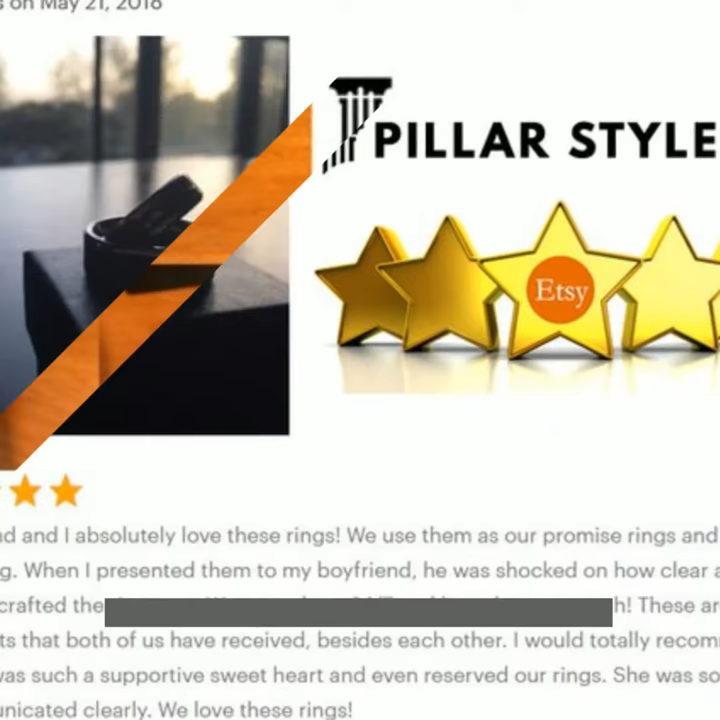 s on May 21, 2018
PILLAR STYLE
Etsy
nd and I absolutely love these rings! We use them as our promise rings and
g. When I presented them to my boyfriend, he was shocked on how clear a
crafted the h! These ar
ts that both of us have received, besides each other. I would totally recom
was such a supportive sweet heart and even reserved our rings. She was so
unicated clearly. We love these rings!